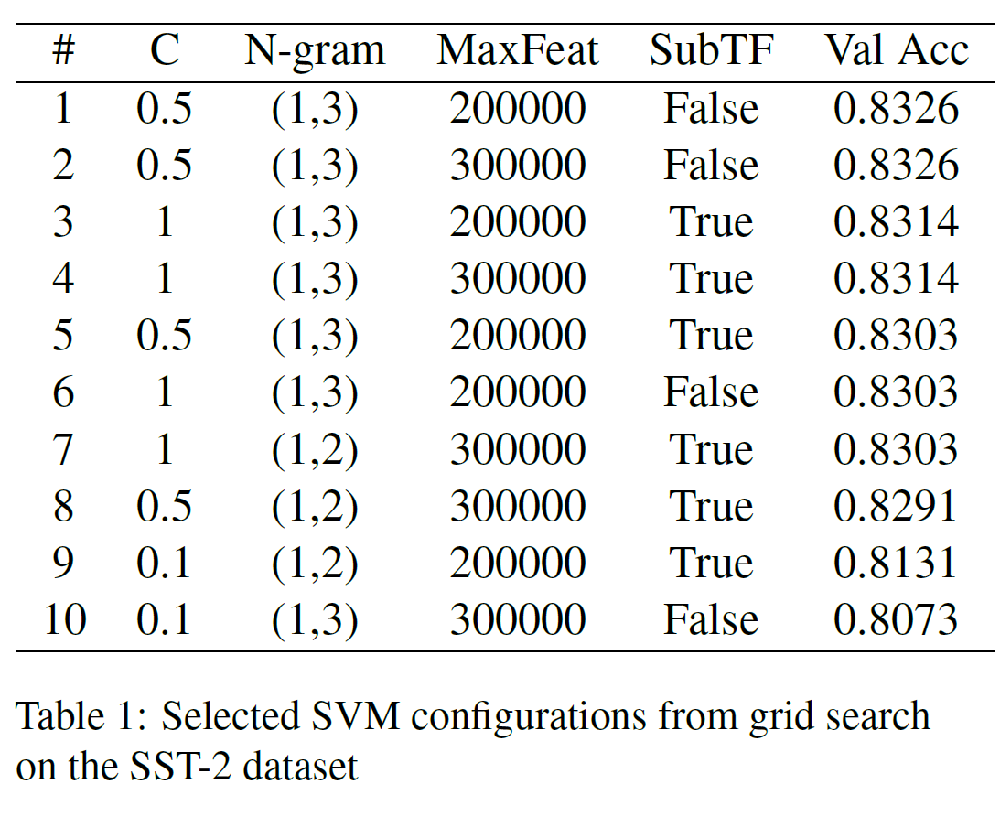 # C N-gram MaxFeat SubTF Val Acc
1 0.5 (1,3) 200000 False 0.8326
2 0.5 (1,3) 300000 False 0.8326
3 1 (1,3) 200000 True 0.8314
4 1 (1,3) 300000 True 0.8314
5 0.5 (1,3) 200000 True 0.8303
6 1 (1,3) 200000 False 0.8303
7 1 (1,2) 300000 True 0.8303
8 0.5 (1,2) 300000 True 0.8291
9 0.1 (1,2) 200000 True 0.8131
10 0.1 (1,3) 300000 False 0.8073
Table 1: Selected SVM configurations from grid search
on the SST-2 dataset